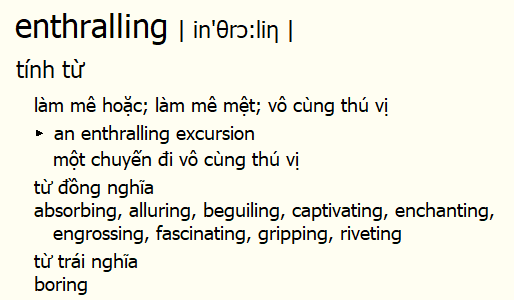 enthralling | in'θrɔ:liη |
tính từ
làm mê hoặc; làm mê mệt; vô cùng thú vị
▸ an enthralling excursion
một chuyến đi vô cùng thú vị
từ đồng nghĩa
absorbing, alluring, beguiling, captivating, enchanting,
engrossing, fascinating, gripping, riveting
từ trái nghĩa
boring